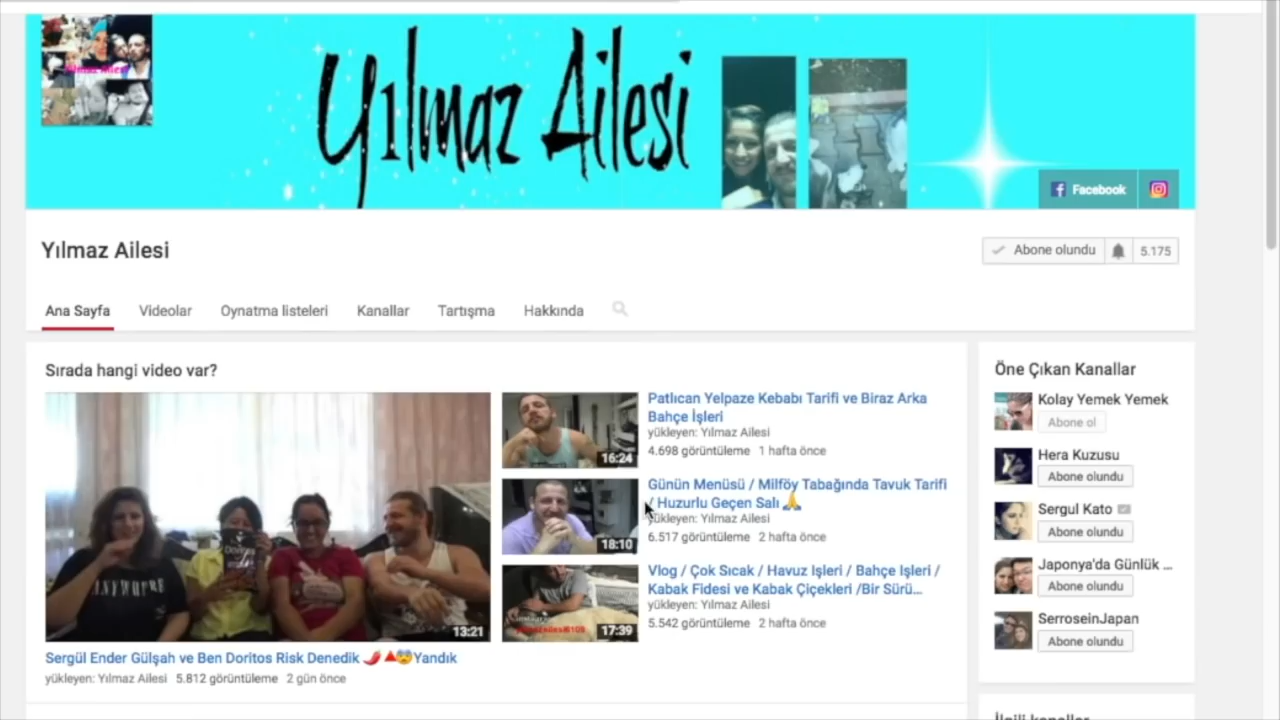 Yılmaz Ailesi
Facebook
Yılmaz Ailesi
Abone olundu
5.175
Ana Sayfa
Videolar
Oynatma listeleri
Kanallar
Tartışma
Hakkında
Sırada hangi video var?
13:21
Sergül Ender Gülşah ve Ben Doritos Risk Denedik 🌶️🔺😨Yandık
yükleyen: Yılmaz Ailesi 5.812 görüntüleme 2 gün önce
16:24
Patlıcan Yelpaze Kebabı Tarifi ve Biraz Arka
Bahçe İşleri
yükleyen: Yılmaz Ailesi
4.698 görüntüleme 1 hafta önce
18:10
Günün Menüsü / Milföy Tabağında Tavuk Tarifi
/ Huzurlu Geçen Salı 🙏
yükleyen: Yılmaz Ailesi
6.517 görüntüleme 2 hafta önce
17:39
Vlog / Çok Sıcak / Havuz Işleri / Bahçe Işleri /
Kabak Fidesi ve Kabak Çiçekleri /Bir Sürü...
yükleyen: Yılmaz Ailesi
5.542 görüntüleme 2 hafta önce
Öne Çıkan Kanallar
Kolay Yemek Yemek
Abone ol
Hera Kuzusu
Abone olundu
Sergul Kato
Abone olundu
Japonya'da Günlük ...
Abone olundu
SerroseinJapan
Abone olundu
İlgili kanallar